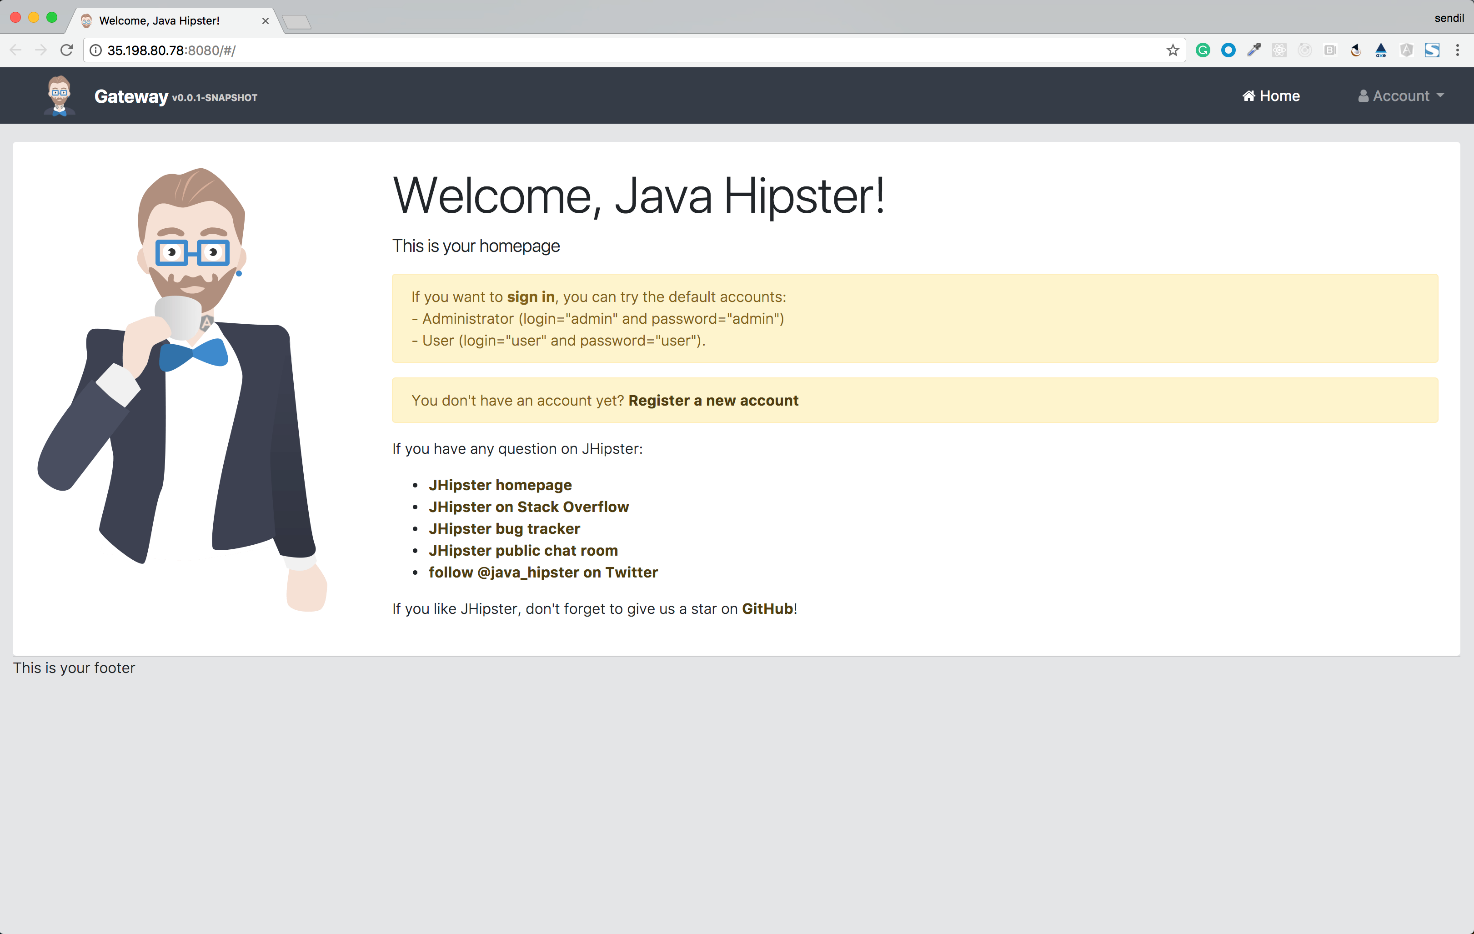 Welcome, Java Hipster!
sendil
35.198.80.78:8080/#/
Gateway v0.0.1-SNAPSHOT
Home
Account
Welcome, Java Hipster!
This is your homepage
If you want to sign in, you can try the default accounts:
- Administrator (login="admin" and password="admin")
- User (login="user" and password="user").
You don't have an account yet? Register a new account
If you have any question on JHipster:
• JHipster homepage
• JHipster on Stack Overflow
• JHipster bug tracker
• JHipster public chat room
• follow @java_hipster on Twitter
If you like JHipster, don't forget to give us a star on GitHub!
This is your footer